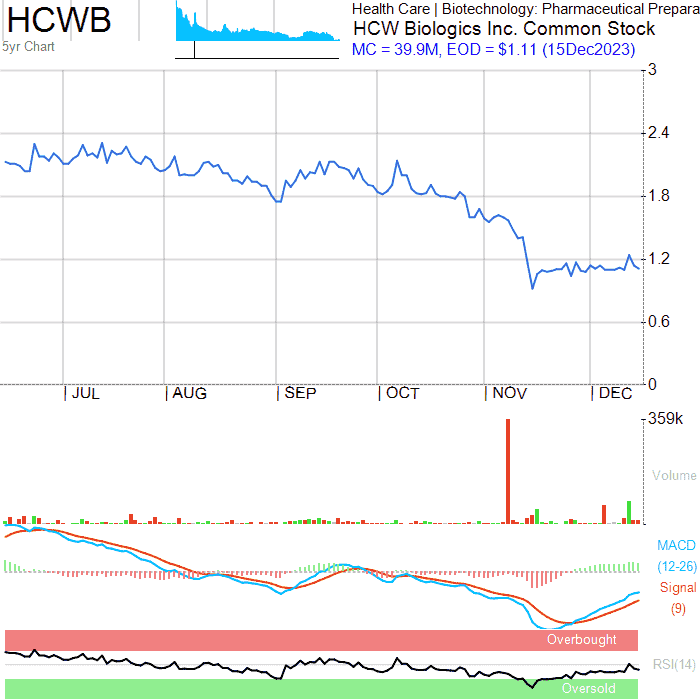 HCWB
5yr Chart
Health Care | Biotechnology: Pharmaceutical Prepara
HCW Biologics Inc. Common Stock
MC = 39.9M, EOD = $1.11 (15Dec2023)
3
2.4
1.8
1.2
0.6
0
| JUL | AUG | SEP | OCT | NOV | DEC
359k
Volume
MACD
(12-26)
Signal
(9)
Overbought
RSI(14)
Oversold